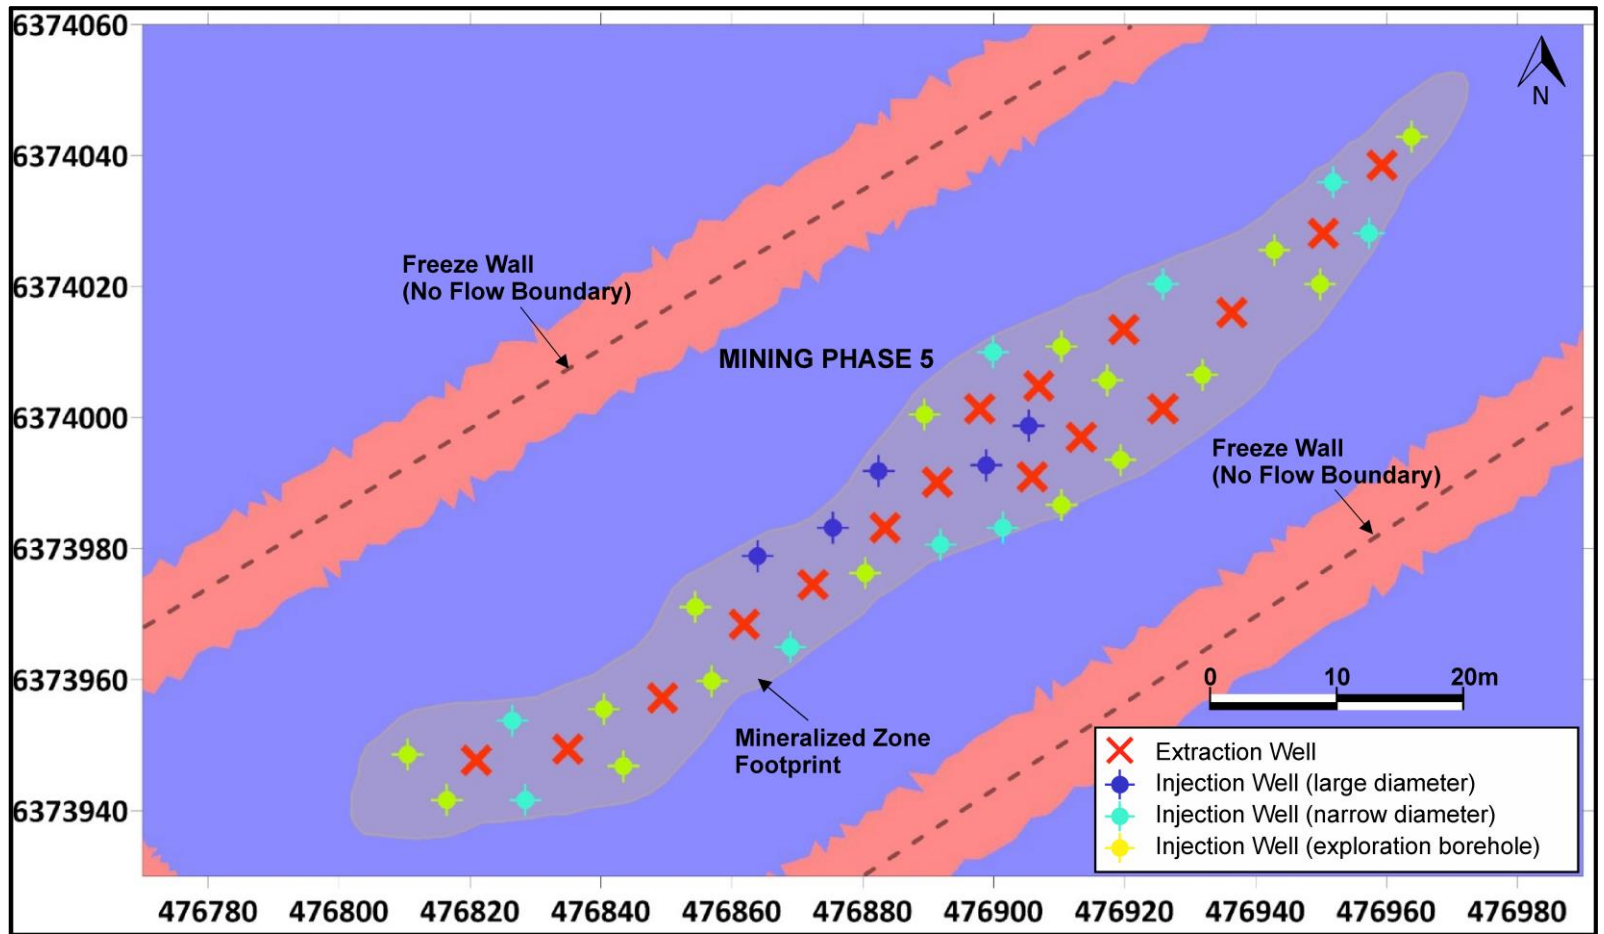 6374060
6374040
6374020
6374000
6373980
6373960
6373940
N
Freeze Wall
(No Flow Boundary)
MINING PHASE 5
Freeze Wall
(No Flow Boundary)
Mineralized Zone
Footprint
0 10 20m
Extraction Well
Injection Well (large diameter)
Injection Well (narrow diameter)
Injection Well (exploration borehole)
476780 476800 476820 476840 476860 476880 476900 476920 476940 476960 476980